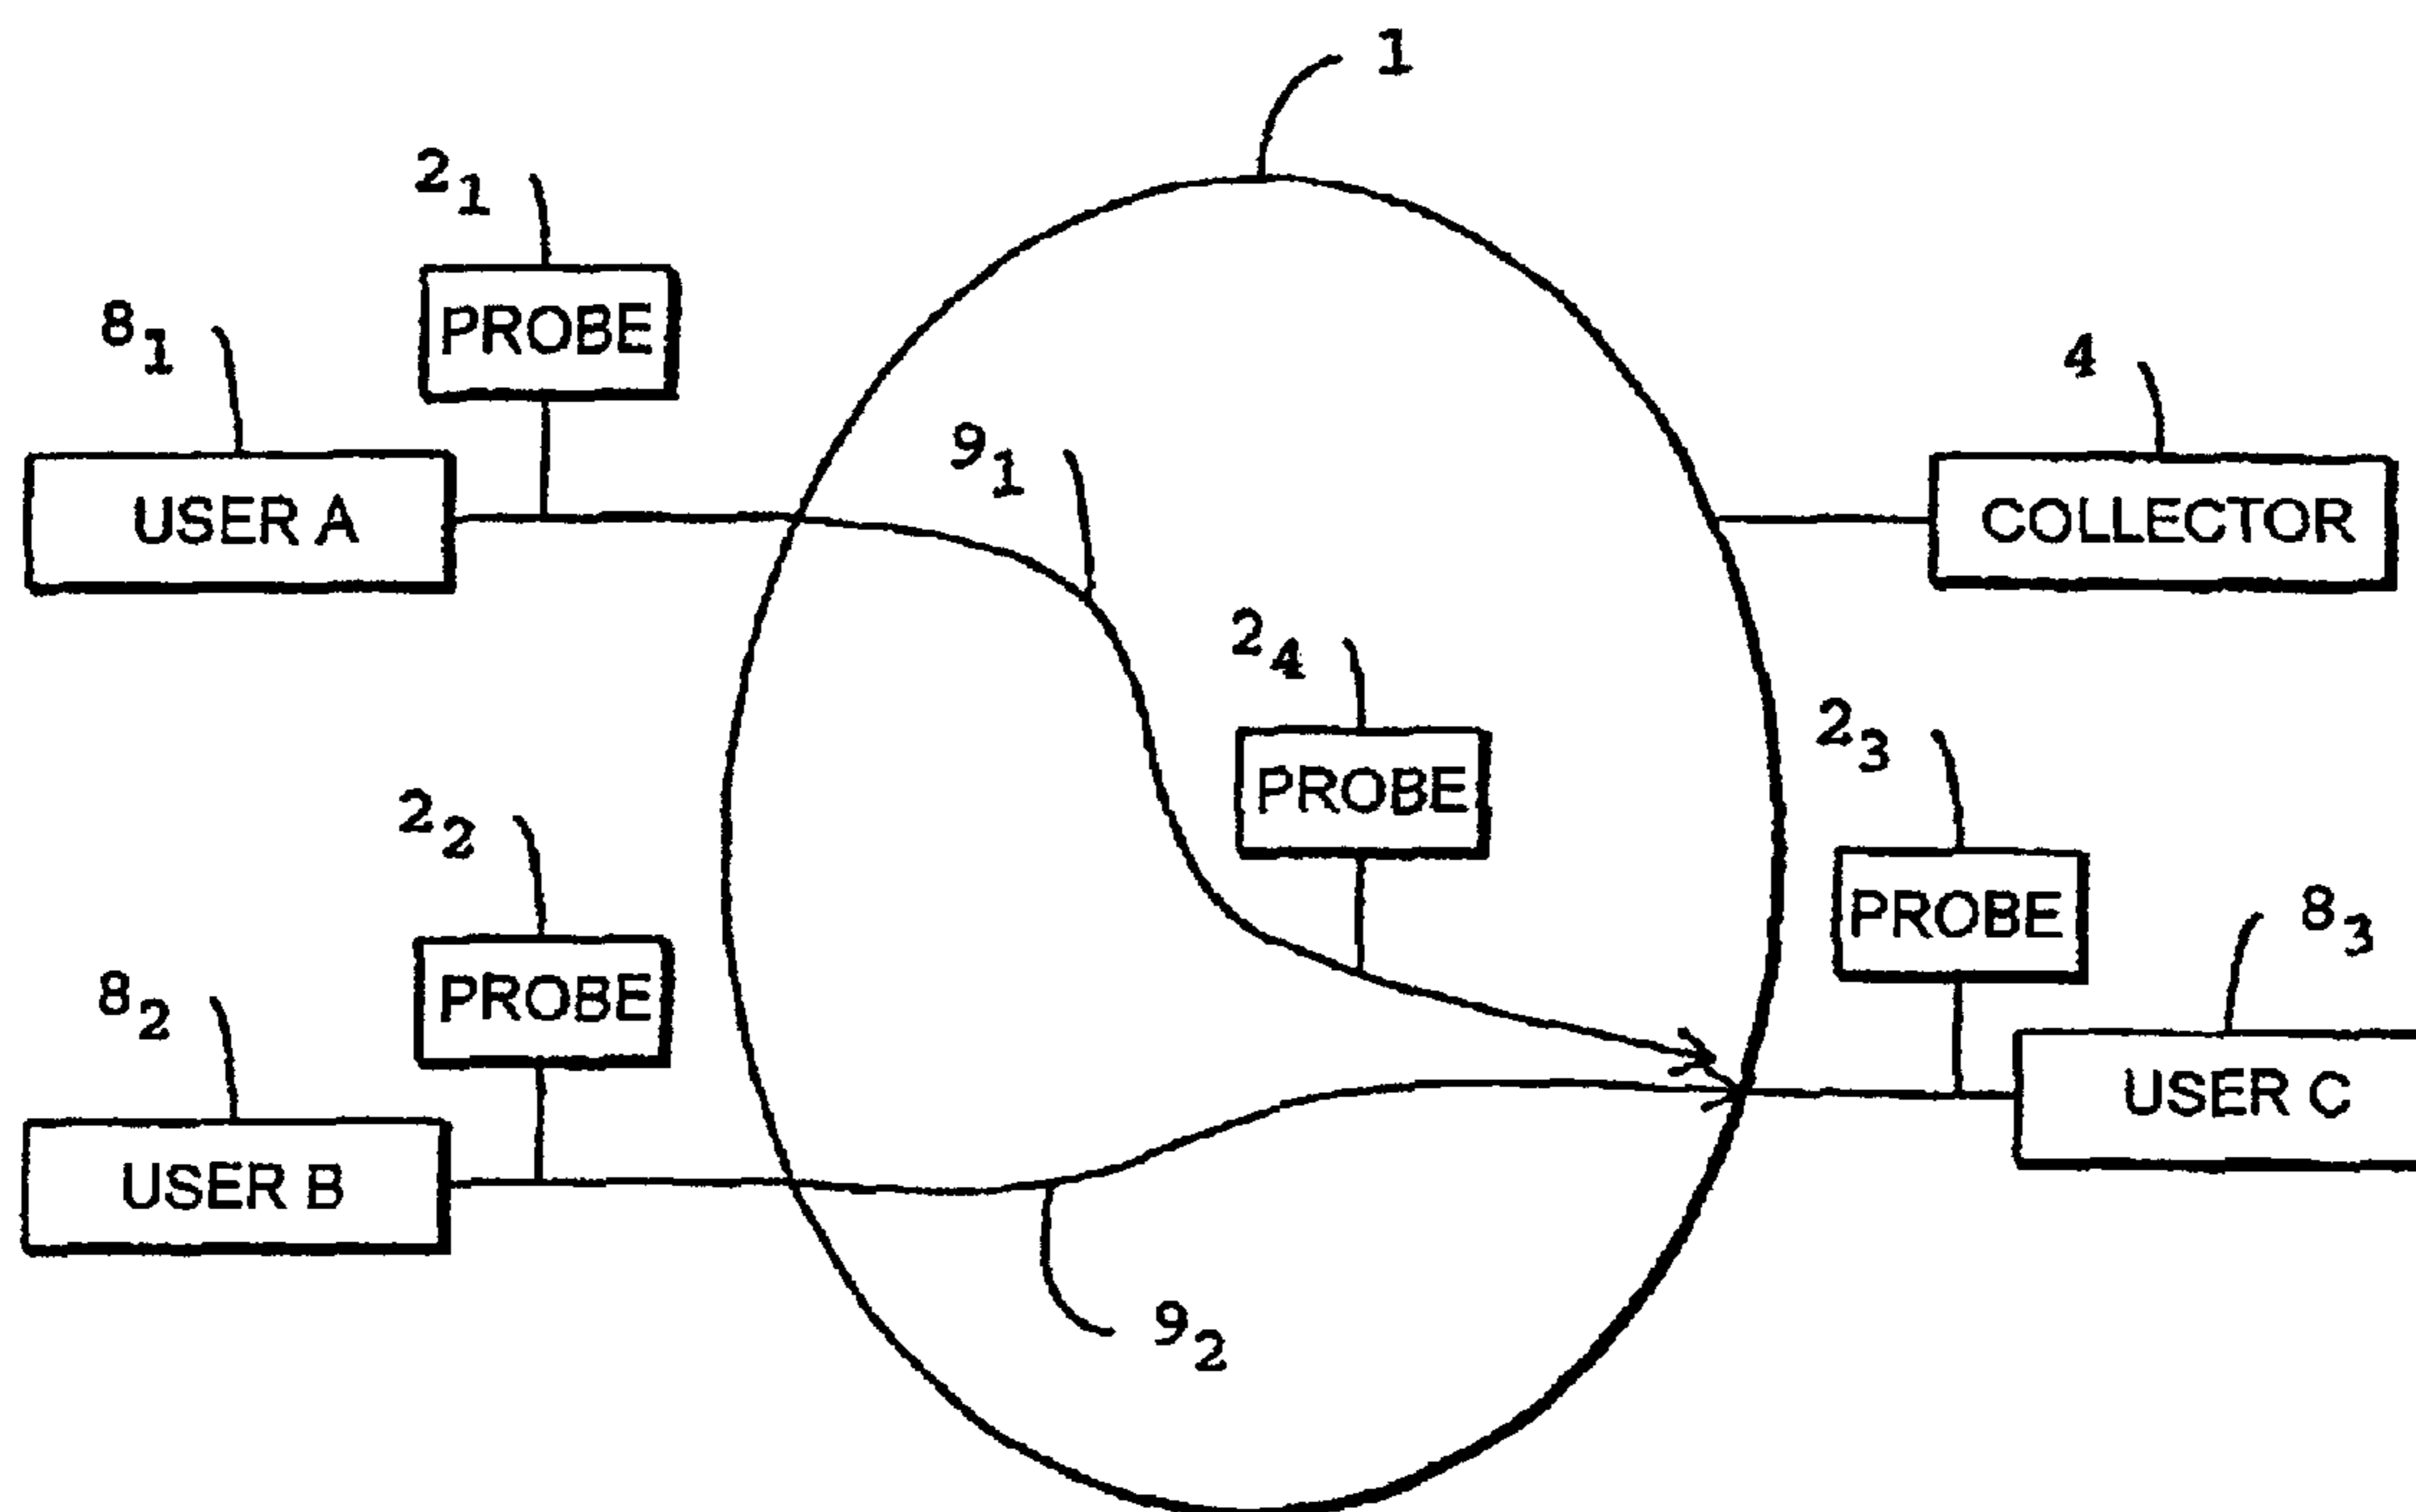 1
2₁
PROBE
8₁
USER A
9₁
4
COLLECTOR
2₄
PROBE
2₃
PROBE
8₃
USER C
2₂
PROBE
8₂
USER B
9₂